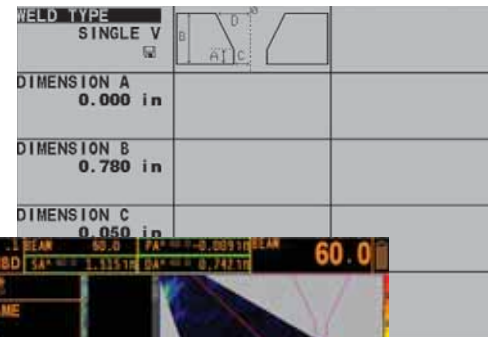 WELD TYPE
SINGLE V
D
B
A
C
DIMENSION A
0.000 in
DIMENSION B
0.780 in
DIMENSION C
0.050 in
BEAM 60.0 PA^ BEAM 60.0
SA^ DA^